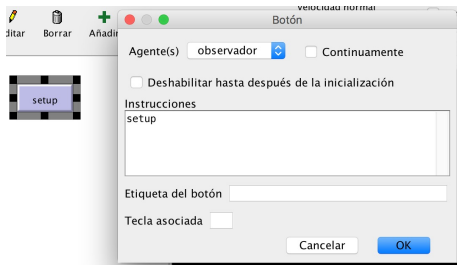 velocidad normal
ditar Borrar Añadir
Botón
Agente(s) observador Continuamente
Deshabilitar hasta después de la inicialización
setup
Instrucciones
setup
Etiqueta del botón
Tecla asociada
Cancelar OK